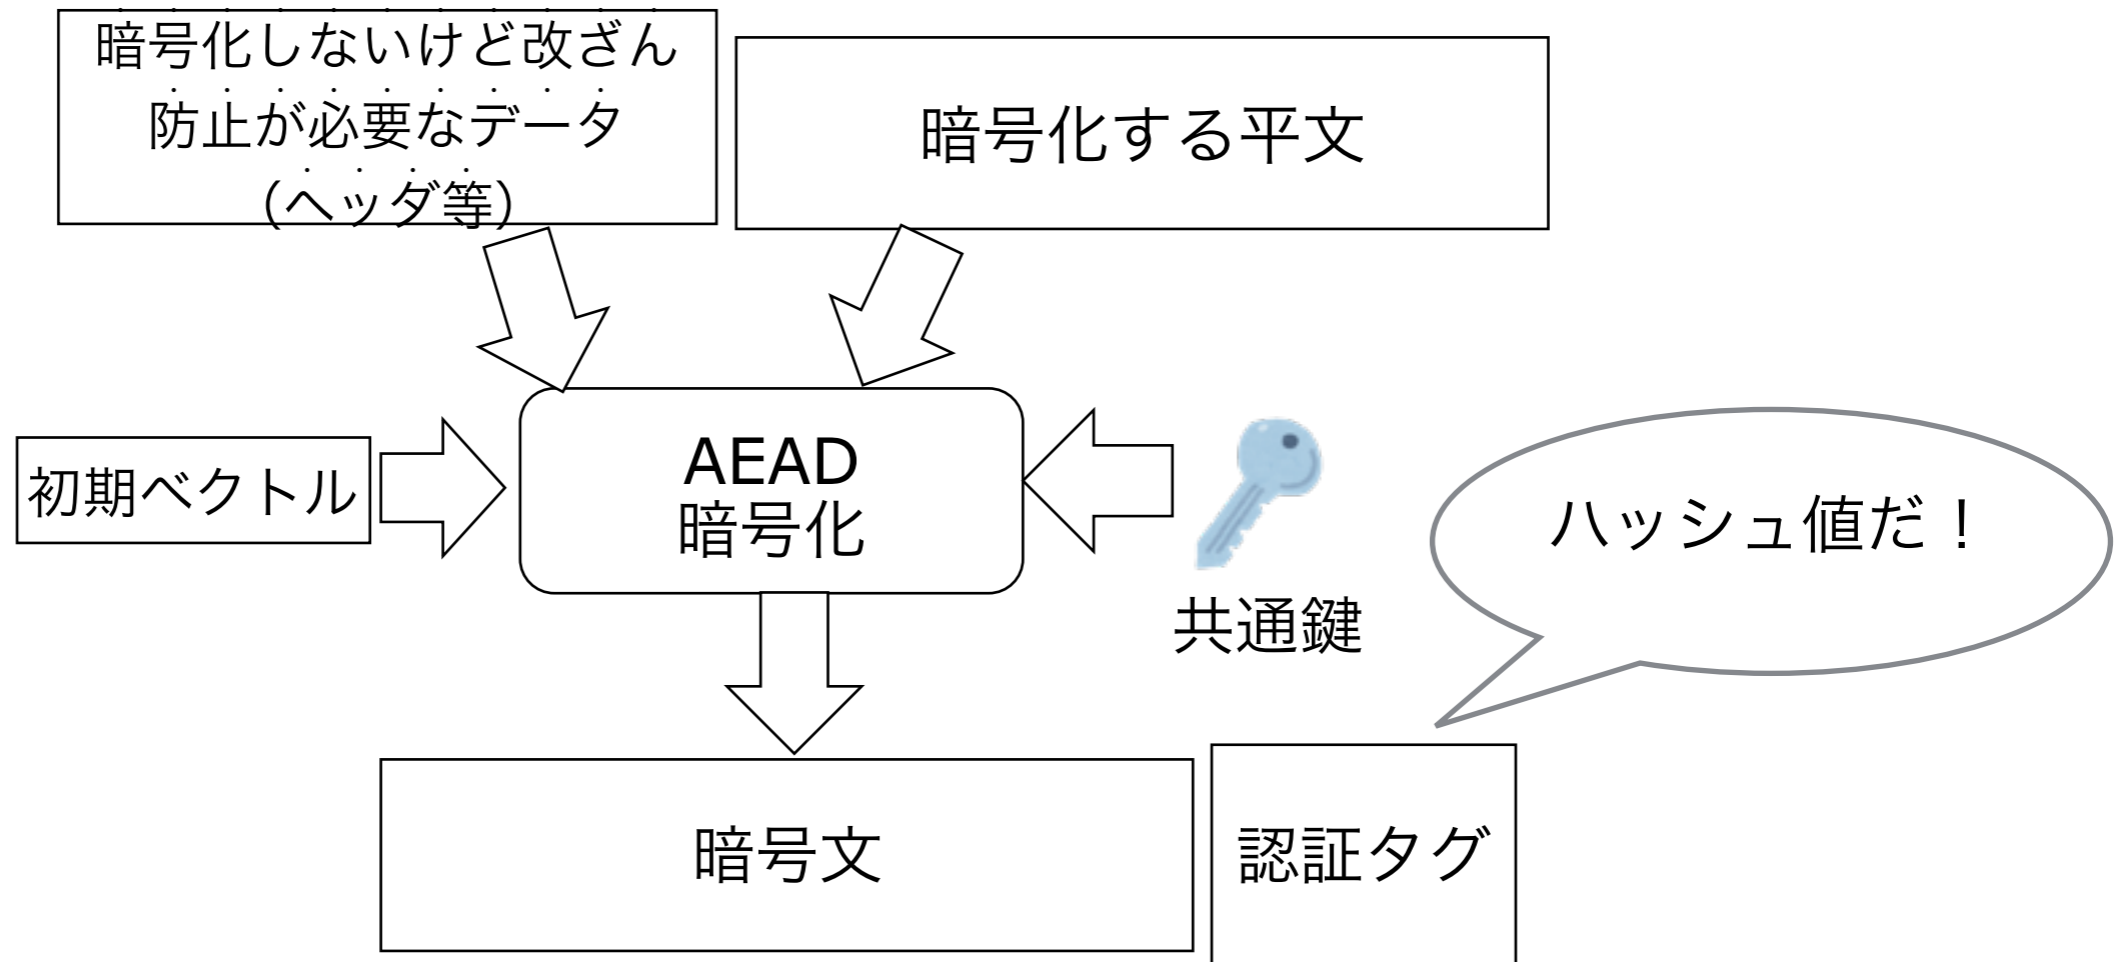 暗号化しないけど改ざん
防止が必要なデータ
（ヘッダ等）
暗号化する平文
初期ベクトル
AEAD
暗号化
共通鍵
ハッシュ値だ！
暗号文
認証タグ